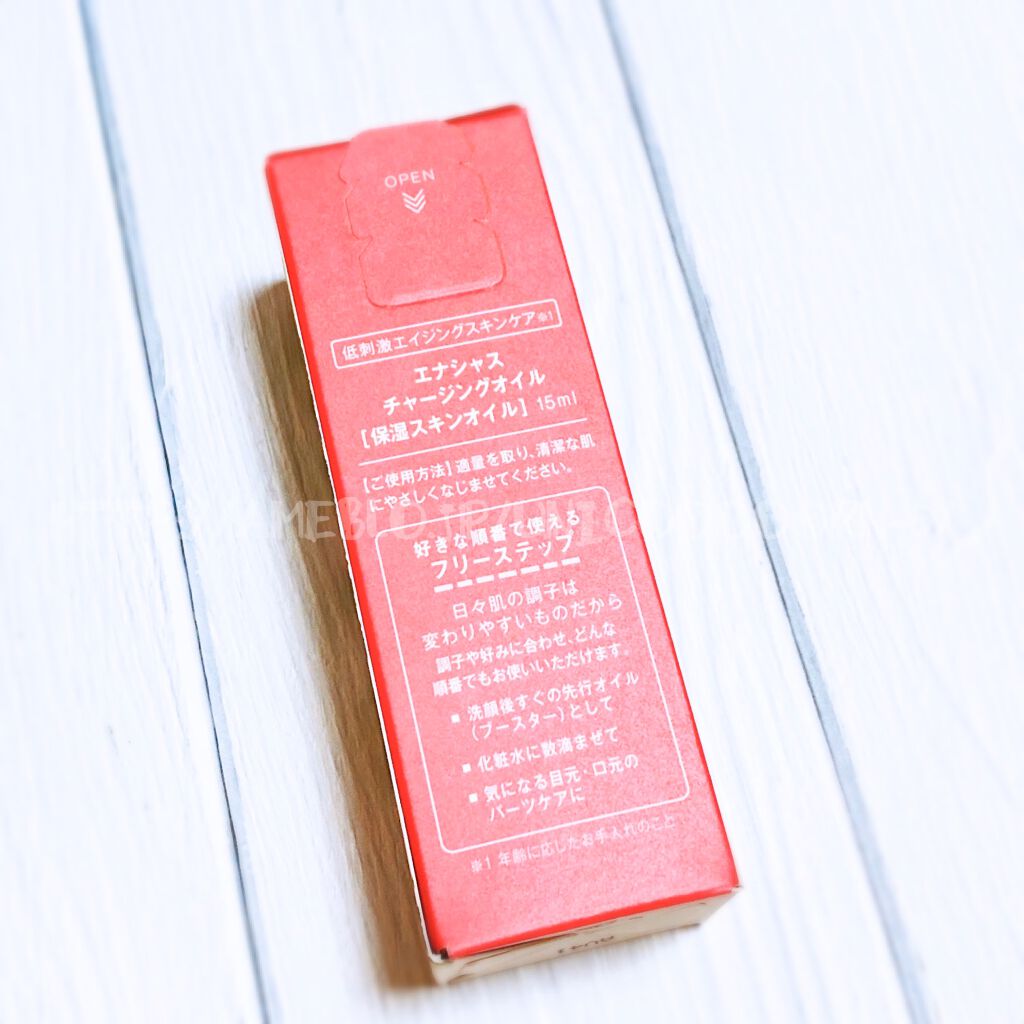 OPEN
低刺激エイジングスキンケア※1
エナシャス
チャージングオイル
[保湿スキンオイル] 15ml
[ご使用方法]適量を取り、清潔な肌
にやさしくなじませてください。
好きな順番で使える
フリーステップ
日々肌の調子は
変わりやすいものだから
調子や好みに合わせ、どんな
順番でもお使いいただけます。
■ 洗顔後すぐの先行オイル
(ブースター)として
■ 化粧水に数滴まぜて
■ 気になる目元・口元の
パーツケアに
※1 年齢に応じたお手入れのこと